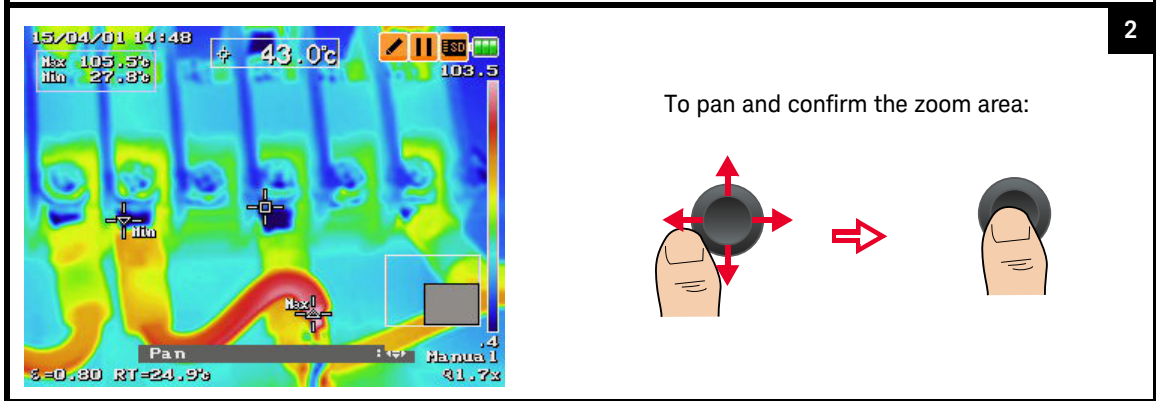 2
15/04/01 14:48
43.0°c
Max 105.5°c
Min 27.8°c
SD
103.5
To pan and confirm the zoom area:
Min
Max
.4
Pan :
Manual
ε=0.80 RT=24.9°c
1.7x